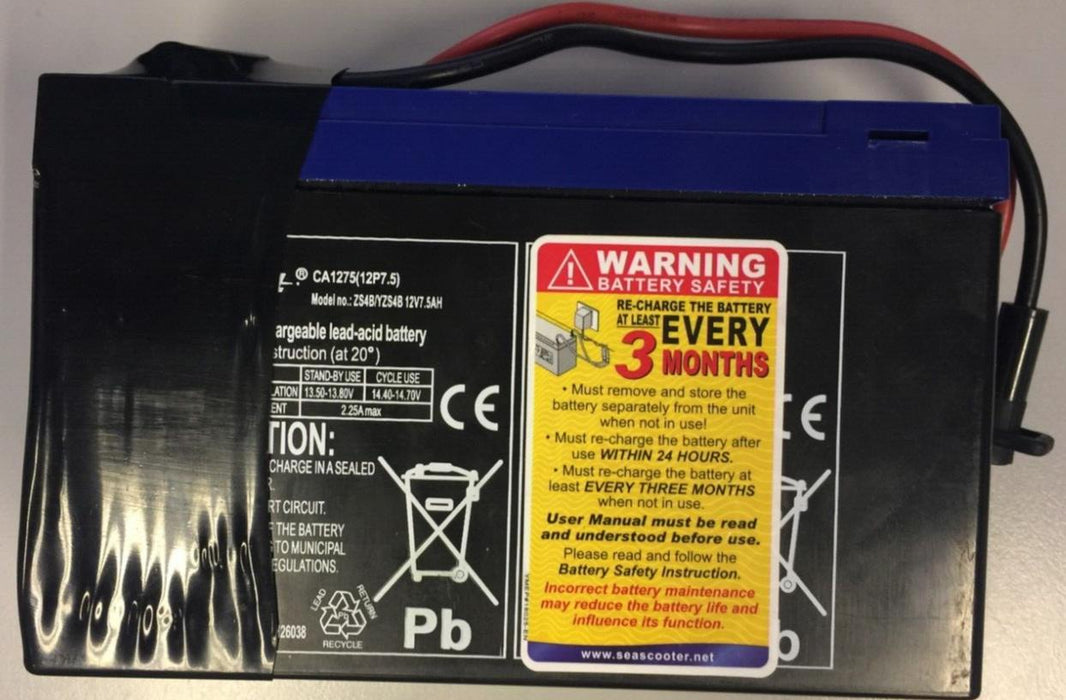 ® CA1275(12P7.5)
Model no.: ZS4B/YZS4B 12V7.5AH
argeable lead-acid battery
struction (at 20°)
STAND-BY USE CYCLE USE
LATION 13.50-13.80V 14.40-14.70V
ENT 2.25A max
CE
TION:
CHARGE IN A SEALED
RT CIRCUIT.
THE BATTERY
TO MUNICIPAL
EGULATIONS.
LEAD RETURN
RECYCLE
26038
Pb
WARNING
BATTERY SAFETY
RE-CHARGE THE BATTERY
AT LEAST EVERY
3 MONTHS
• Must remove and store the
battery separately from the unit
when not in use!
• Must re-charge the battery after
use WITHIN 24 HOURS.
• Must re-charge the battery at
least EVERY THREE MONTHS
when not in use.
User Manual must be read
and understood before use.
Please read and follow the
Battery Safety Instruction.
Incorrect battery maintenance
may reduce the battery life and
influence its function.
www.seascooter.net
CE
b